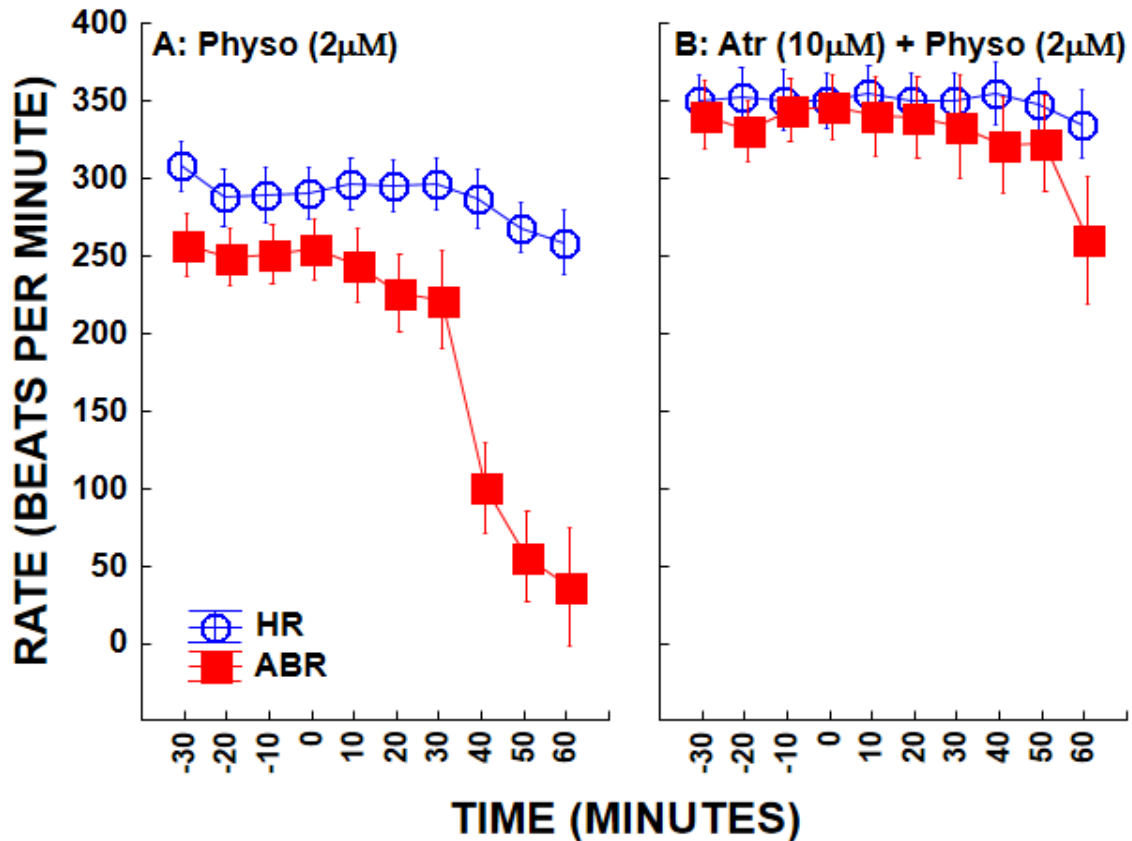 A: Physo (2μM)
B: Atr (10μM) + Physo (2μM)
RATE (BEATS PER MINUTE)
400
350
300
250
200
150
100
50
0
HR
ABR
-30 -20 -10 0 10 20 30 40 50 60
-30 -20 -10 0 10 20 30 40 50 60
TIME (MINUTES)